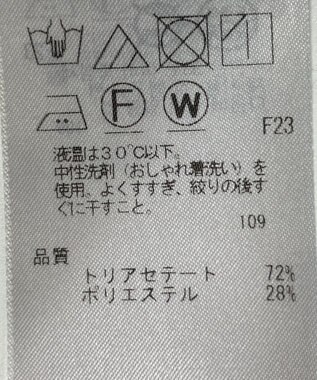 F W
F23
液温は30℃以下。
中性洗剤(おしゃれ着洗い)を
使用。よくすすぎ、絞りの後す
ぐに干すこと。
109
品質
トリアセテート 72%
ポリエステル 28%